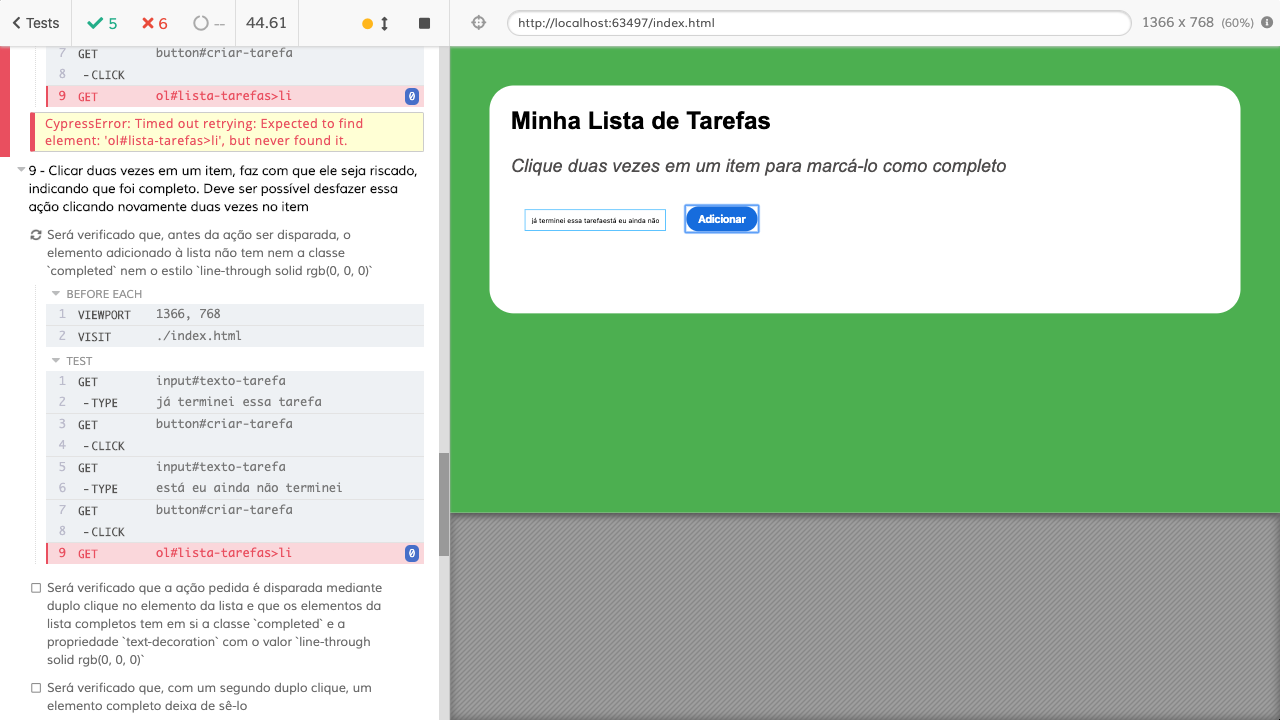 Tests
5
6
--
44.61
http://localhost:63497/index.html
1366 x 768 (60%)
7 GET button#criar-tarefa
8 -CLICK
9 GET ol#lista-tarefas>li 0
CypressError: Timed out retrying: Expected to find
element: 'ol#lista-tarefas>li', but never found it.
9 - Clicar duas vezes em um item, faz com que ele seja riscado,
indicando que foi completo. Deve ser possível desfazer essa
ação clicando novamente duas vezes no item
Será verificado que, antes da ação ser disparada, o
elemento adicionado à lista não tem nem a classe
`completed` nem o estilo `line-through solid rgb(0, 0, 0)`
BEFORE EACH
1 VIEWPORT 1366, 768
2 VISIT ./index.html
TEST
1 GET input#texto-tarefa
2 -TYPE já terminei essa tarefa
3 GET button#criar-tarefa
4 -CLICK
5 GET input#texto-tarefa
6 -TYPE está eu ainda não terminei
7 GET button#criar-tarefa
8 -CLICK
9 GET ol#lista-tarefas>li 0
Será verificado que a ação pedida é disparada mediante
duplo clique no elemento da lista e que os elementos da
lista completos tem em si a classe `completed` e a
propriedade `text-decoration` com o valor `line-through
solid rgb(0, 0, 0)`
Será verificado que, com um segundo duplo clique, um
elemento completo deixa de sê-lo
Minha Lista de Tarefas
Clique duas vezes em um item para marcá-lo como completo
já terminei essa tarefaestá eu ainda não
Adicionar